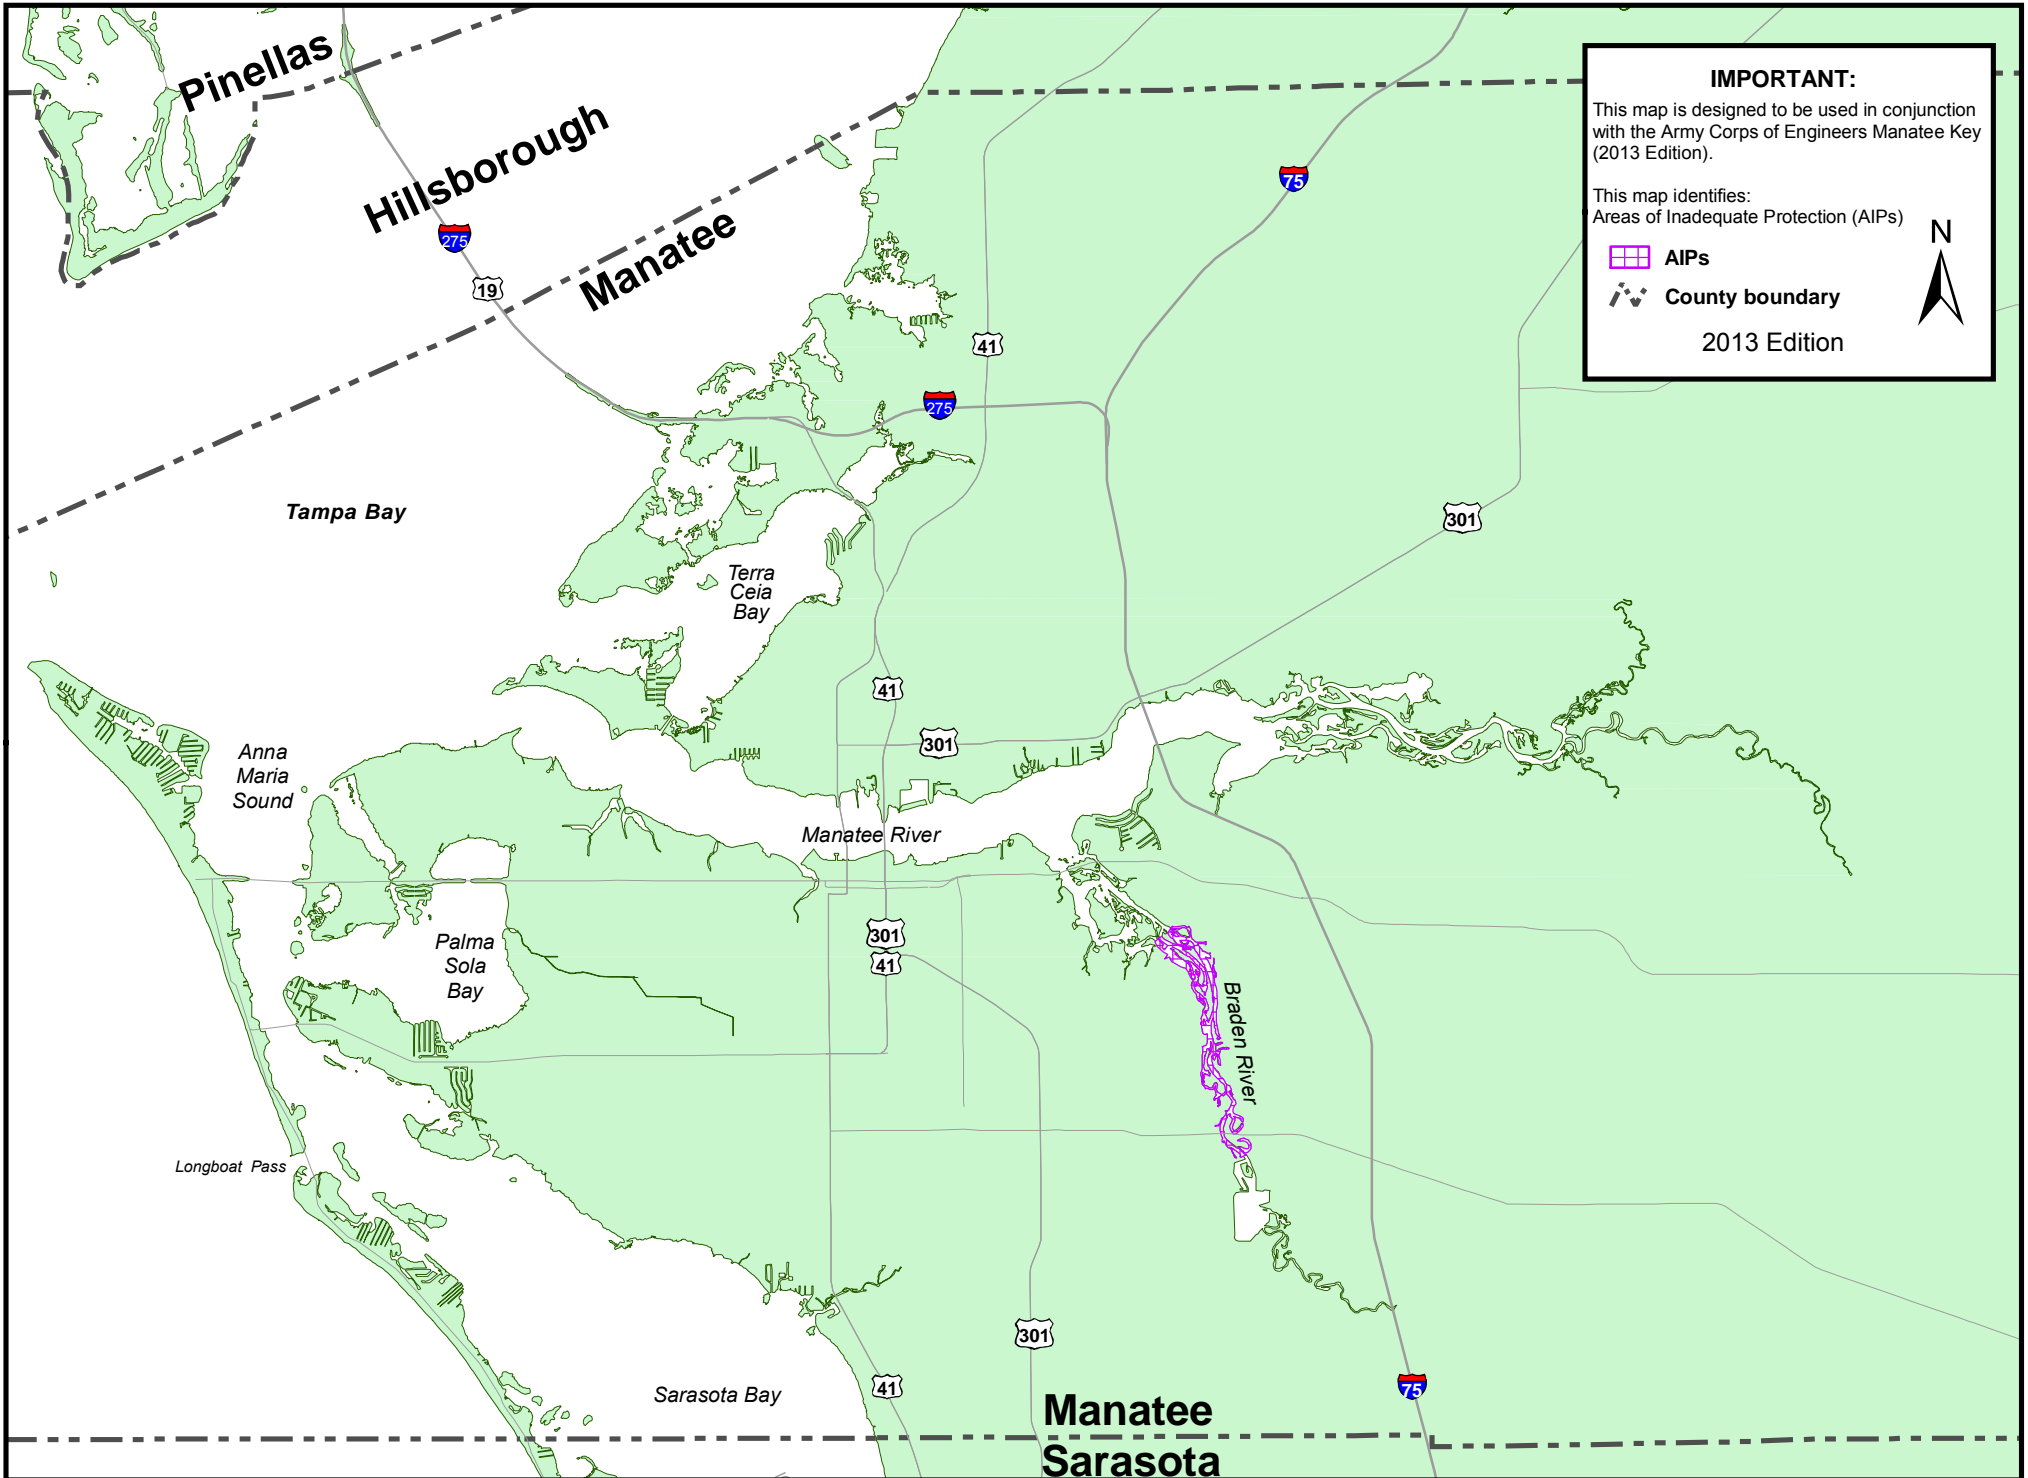 Pinellas
Hillsborough
Manatee
275
19
IMPORTANT:
This map is designed to be used in conjunction
with the Army Corps of Engineers Manatee Key
(2013 Edition).
This map identifies:
Areas of Inadequate Protection (AIPs)
AIPs
County boundary
2013 Edition
N
75
41
275
301
Tampa Bay
Terra
Ceia
Bay
41
301
Anna
Maria
Sound
Manatee River
Palma
Sola
Bay
301
41
Braden River
Longboat Pass
301
41
75
Sarasota Bay
Manatee
Sarasota